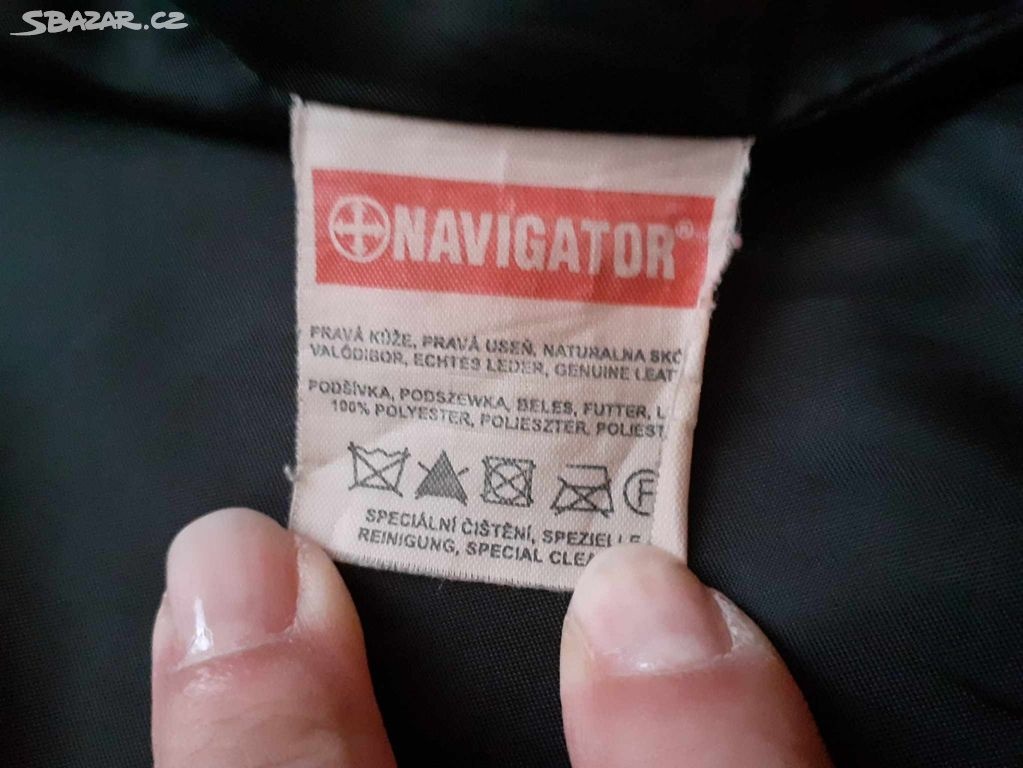 SBAZAR.CZ
NAVIGATOR®
PRAVÁ KŮŽE, PRAVÁ USEŇ, NATURALNA SKÓ
VALÓDIBOR, ECHTES LEDER, GENUINE LEAT
PODŠÍVKA, PODSZEWKA, BELES, FUTTER, L
100% POLYESTER, POLIESZTER, POLIEST
F
SPECIÁLNÍ ČIŠTĚNÍ, SPEZIELLE
REINIGUNG, SPECIAL CLEA